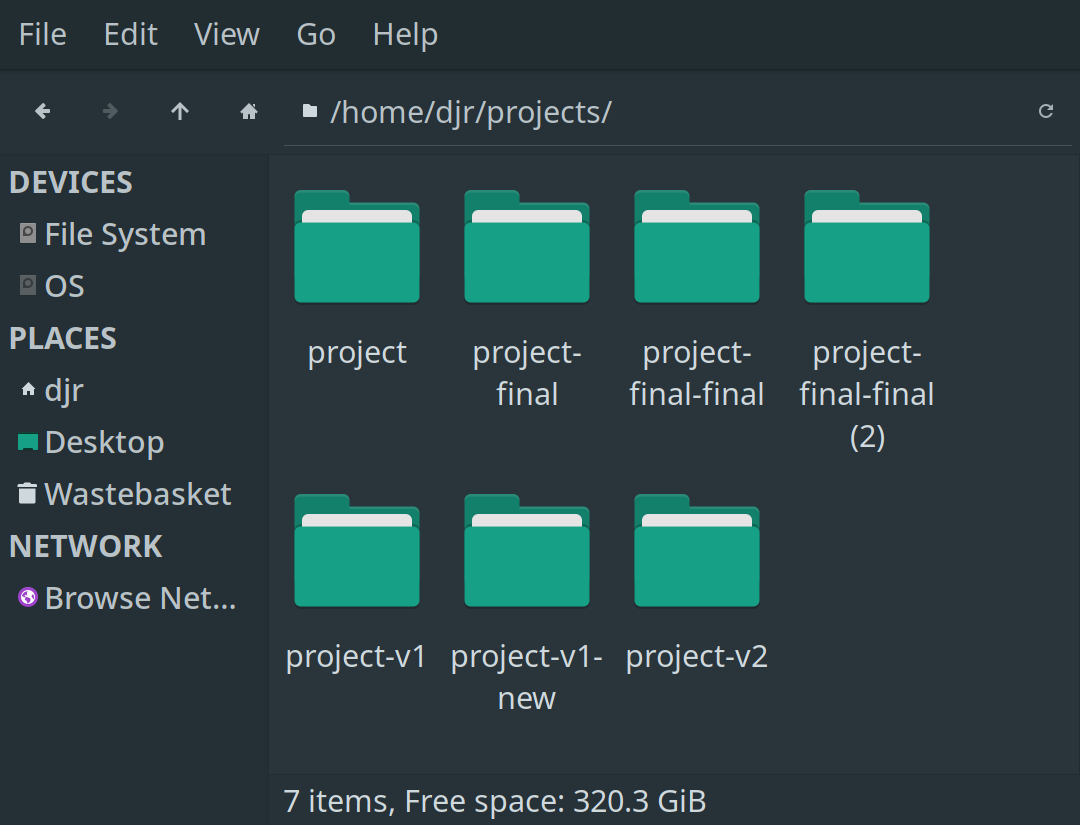 File Edit View Go Help
/home/djr/projects/
DEVICES
File System
OS
PLACES
djr
Desktop
Wastebasket
NETWORK
Browse Net...
project
project-
final
project-
final-final
project-
final-final
(2)
project-v1
project-v1-
new
project-v2
7 items, Free space: 320.3 GiB